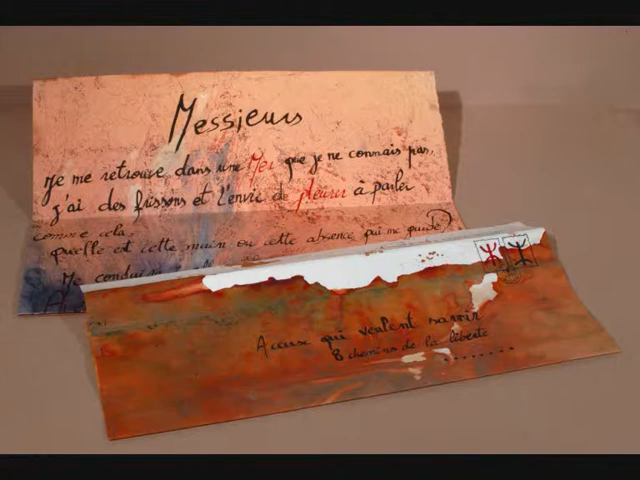 Messieurs
Je me retrouve dans une Mer que je ne connais pas,
j'ai des frissons et l'envie de pleurer à parler
comme cela.
quelle est cette main ou cette absence qui me guide)
Me
A ceux qui veulent savoir
8 chemins de la liberté
........